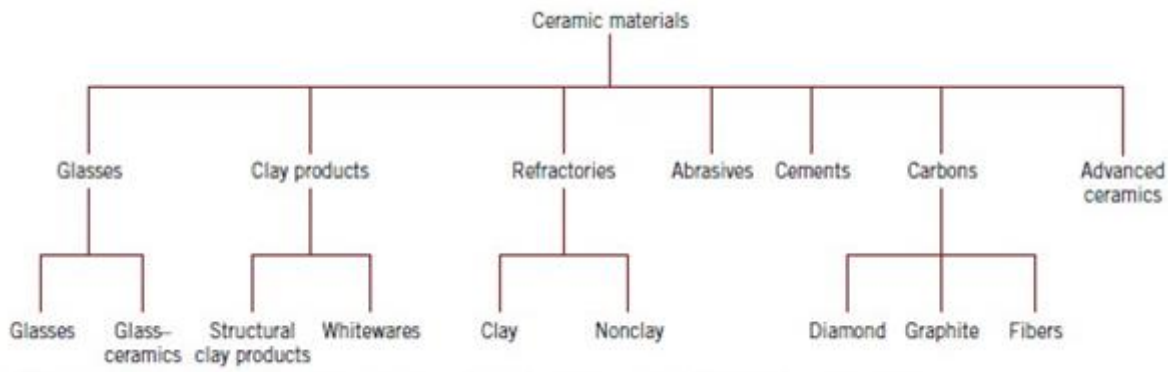 Ceramic materials
Glasses
Clay products
Refractories
Abrasives
Cements
Carbons
Advanced
ceramics
Glasses
Glass–
ceramics
Structural
clay products
Whitewares
Clay
Nonclay
Diamond
Graphite
Fibers